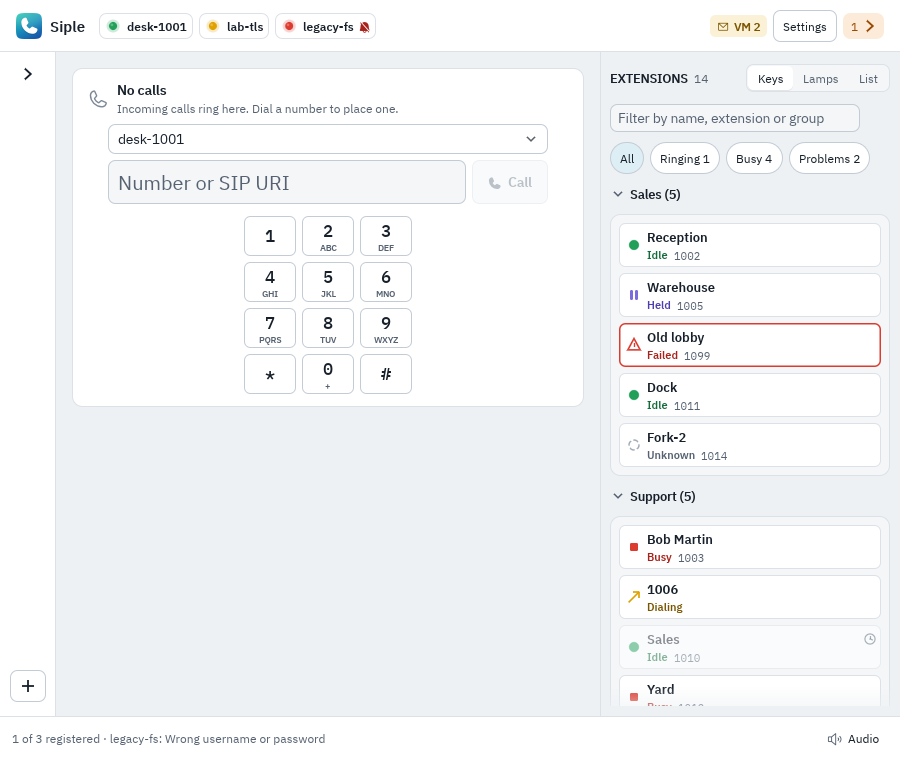 Siple
desk-1001
lab-tls
legacy-fs
VM 2
Settings
1
No calls
Incoming calls ring here. Dial a number to place one.
desk-1001
Number or SIP URI
Call
1
2 ABC
3 DEF
4 GHI
5 JKL
6 MNO
7 PQRS
8 TUV
9 WXYZ
*
0 +
#
EXTENSIONS 14
Keys
Lamps
List
Filter by name, extension or group
All
Ringing 1
Busy 4
Problems 2
Sales (5)
Reception
Idle 1002
Warehouse
Held 1005
Old lobby
Failed 1099
Dock
Idle 1011
Fork-2
Unknown 1014
Support (5)
Bob Martin
Busy 1003
1006
Dialing
Sales
Idle 1010
Yard
1 of 3 registered · legacy-fs: Wrong username or password
Audio